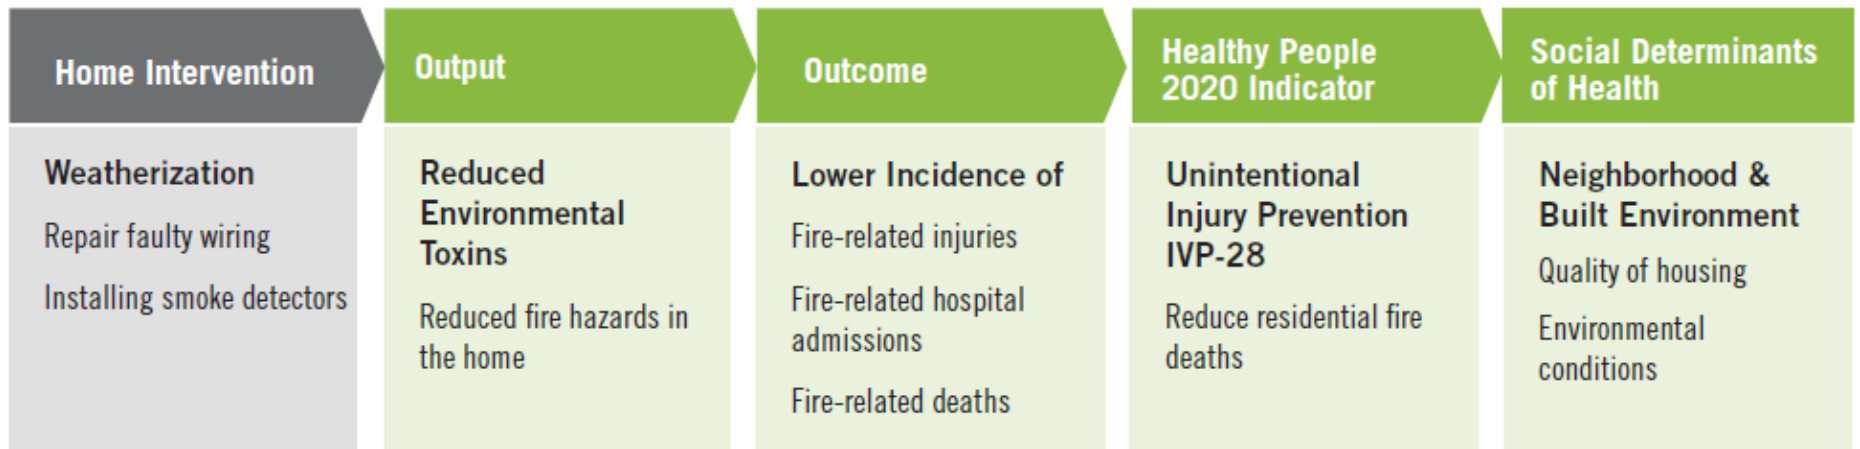 Home Intervention
Output
Outcome
Healthy People
2020 Indicator
Social Determinants
of Health
Weatherization
Repair faulty wiring
Installing smoke detectors
Reduced
Environmental
Toxins
Reduced fire hazards in
the home
Lower Incidence of
Fire-related injuries
Fire-related hospital
admissions
Fire-related deaths
Unintentional
Injury Prevention
IVP-28
Reduce residential fire
deaths
Neighborhood &
Built Environment
Quality of housing
Environmental
conditions